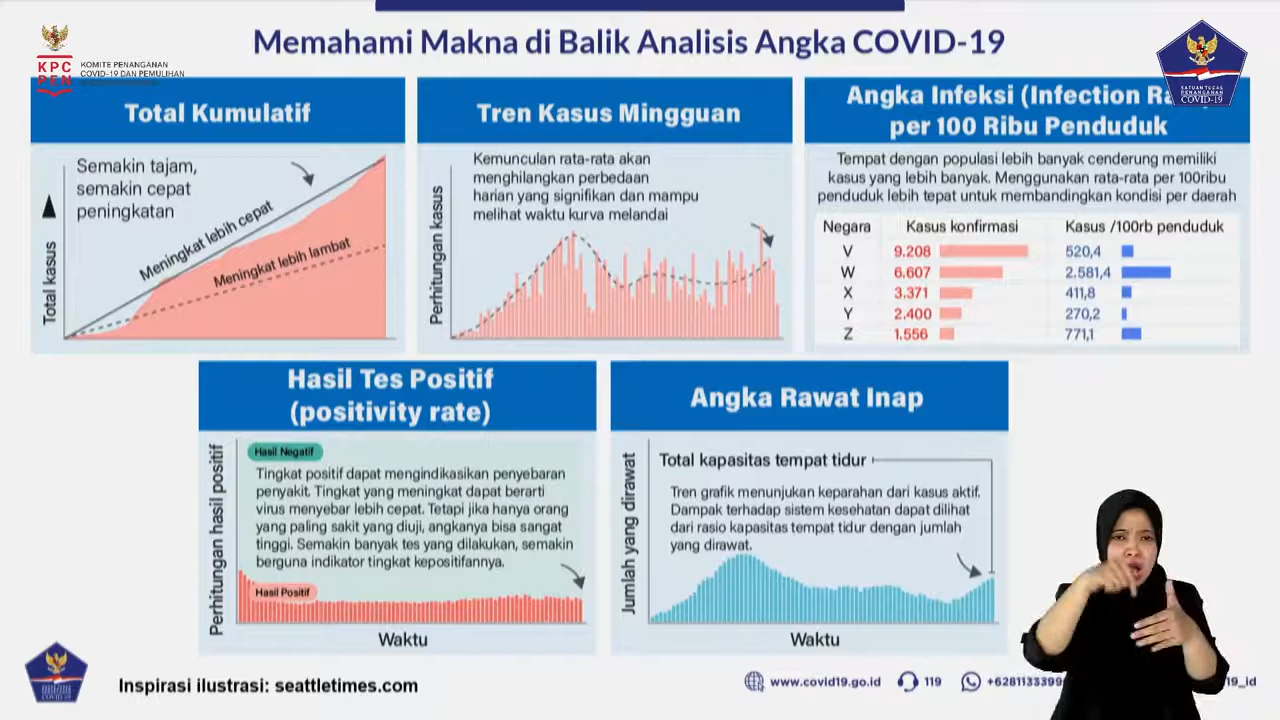 Memahami Makna di Balik Analisis Angka COVID-19
KPC
PEN
KOMITE PENANGANAN
COVID-19 DAN PEMULIHAN
SATUAN TUGAS
PENANGANAN
COVID-19
Total Kumulatif
Total kasus
Semakin tajam,
semakin cepat
peningkatan
Meningkat lebih cepat
Meningkat lebih lambat
Tren Kasus Mingguan
Perhitungan kasus
Kemunculan rata-rata akan
menghilangkan perbedaan
harian yang signifikan dan mampu
melihat waktu kurva melandai
Angka Infeksi (Infection
per 100 Ribu Penduduk
Tempat dengan populasi lebih banyak cenderung memiliki
kasus yang lebih banyak. Menggunakan rata-rata per 100ribu
penduduk lebih tepat untuk membandingkan kondisi per daerah
Negara Kasus konfirmasi Kasus /100rb penduduk
V 9.208 520,4
W 6.607 2.581,4
X 3.371 411,8
Y 2.400 270,2
Z 1.556 771,1
Hasil Tes Positif
(positivity rate)
Perhitungan hasil positif
Hasil Negatif
Tingkat positif dapat mengindikasikan penyebaran
penyakit. Tingkat yang meningkat dapat berarti
virus menyebar lebih cepat. Tetapi jika hanya orang
yang paling sakit yang diuji, angkanya bisa sangat
tinggi. Semakin banyak tes yang dilakukan, semakin
berguna indikator tingkat kepositifannya.
Hasil Positif
Waktu
Angka Rawat Inap
Jumlah yang dirawat
Total kapasitas tempat tidur
Tren grafik menunjukan keparahan dari kasus aktif.
Dampak terhadap sistem kesehatan dapat dilihat
dari rasio kapasitas tempat tidur dengan jumlah
yang dirawat.
Waktu
COVID-19
Inspirasi ilustrasi: seattletimes.com
www.covid19.go.id 119 +6281133399 19_id